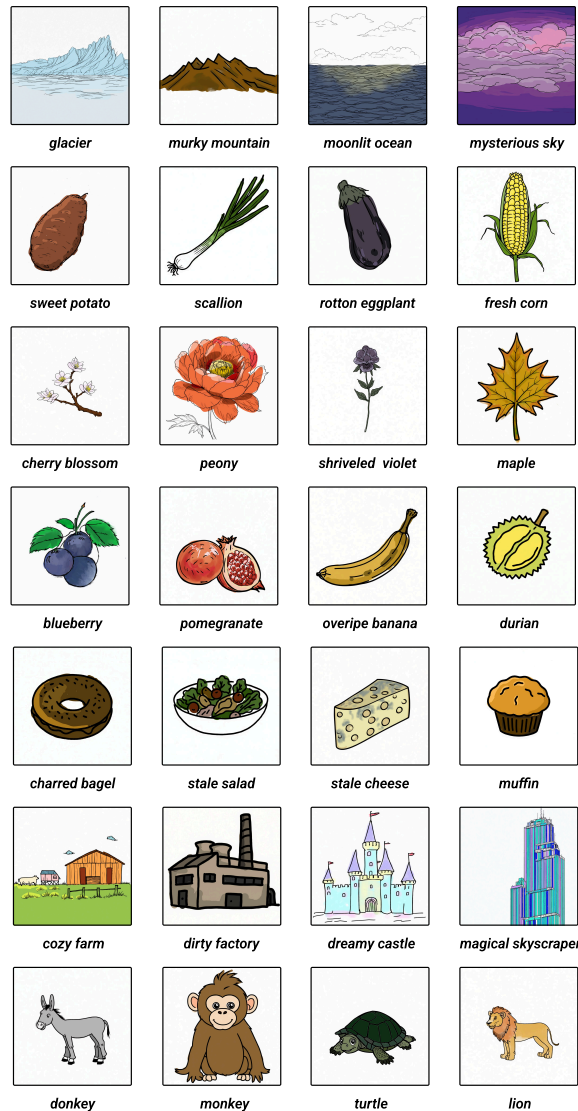 glacier murky mountain moonlit ocean mysterious sky
sweet potato scallion rotton eggplant fresh corn
cherry blossom peony shriveled violet maple
blueberry pomegranate overipe banana durian
charred bagel stale salad stale cheese muffin
cozy farm dirty factory dreamy castle magical skyscraper
donkey monkey turtle lion